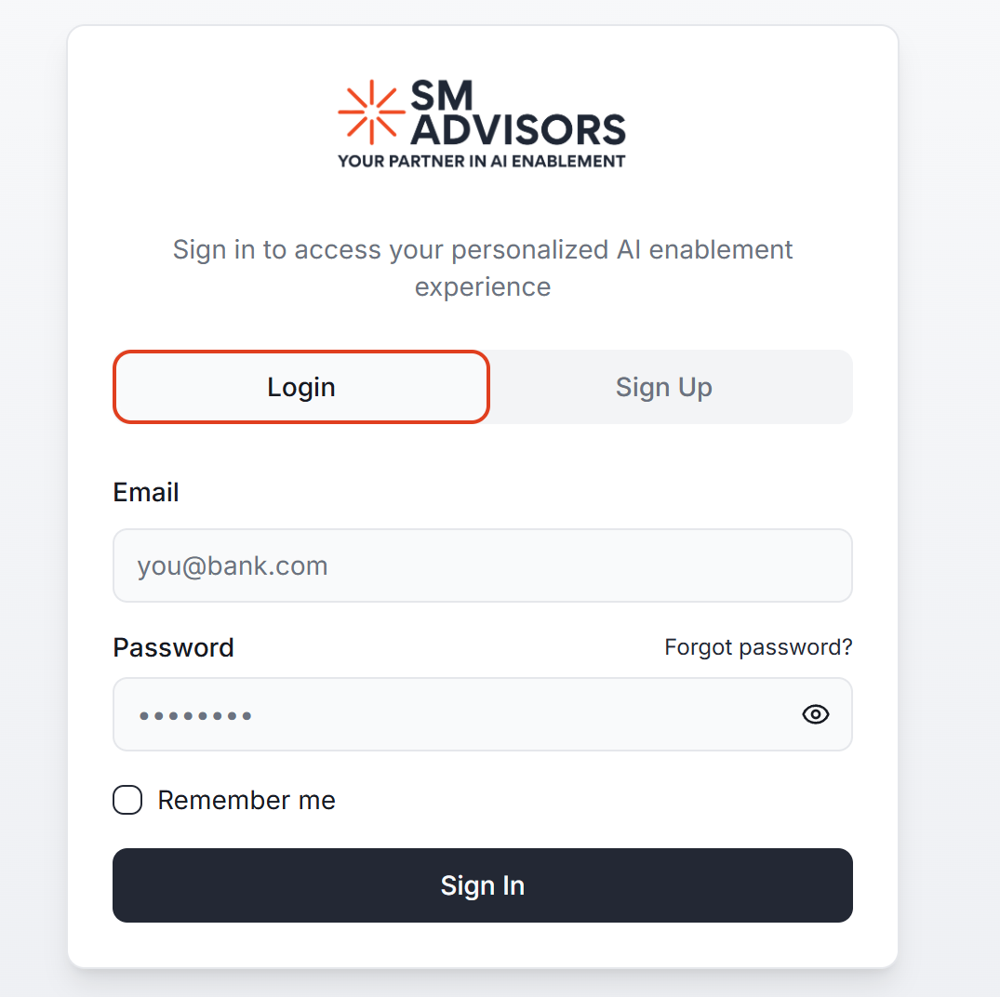 SM
ADVISORS
YOUR PARTNER IN AI ENABLEMENT
Sign in to access your personalized AI enablement
experience
Login
Sign Up
Email
you@bank.com
Password
Forgot password?
••••••••
Remember me
Sign In